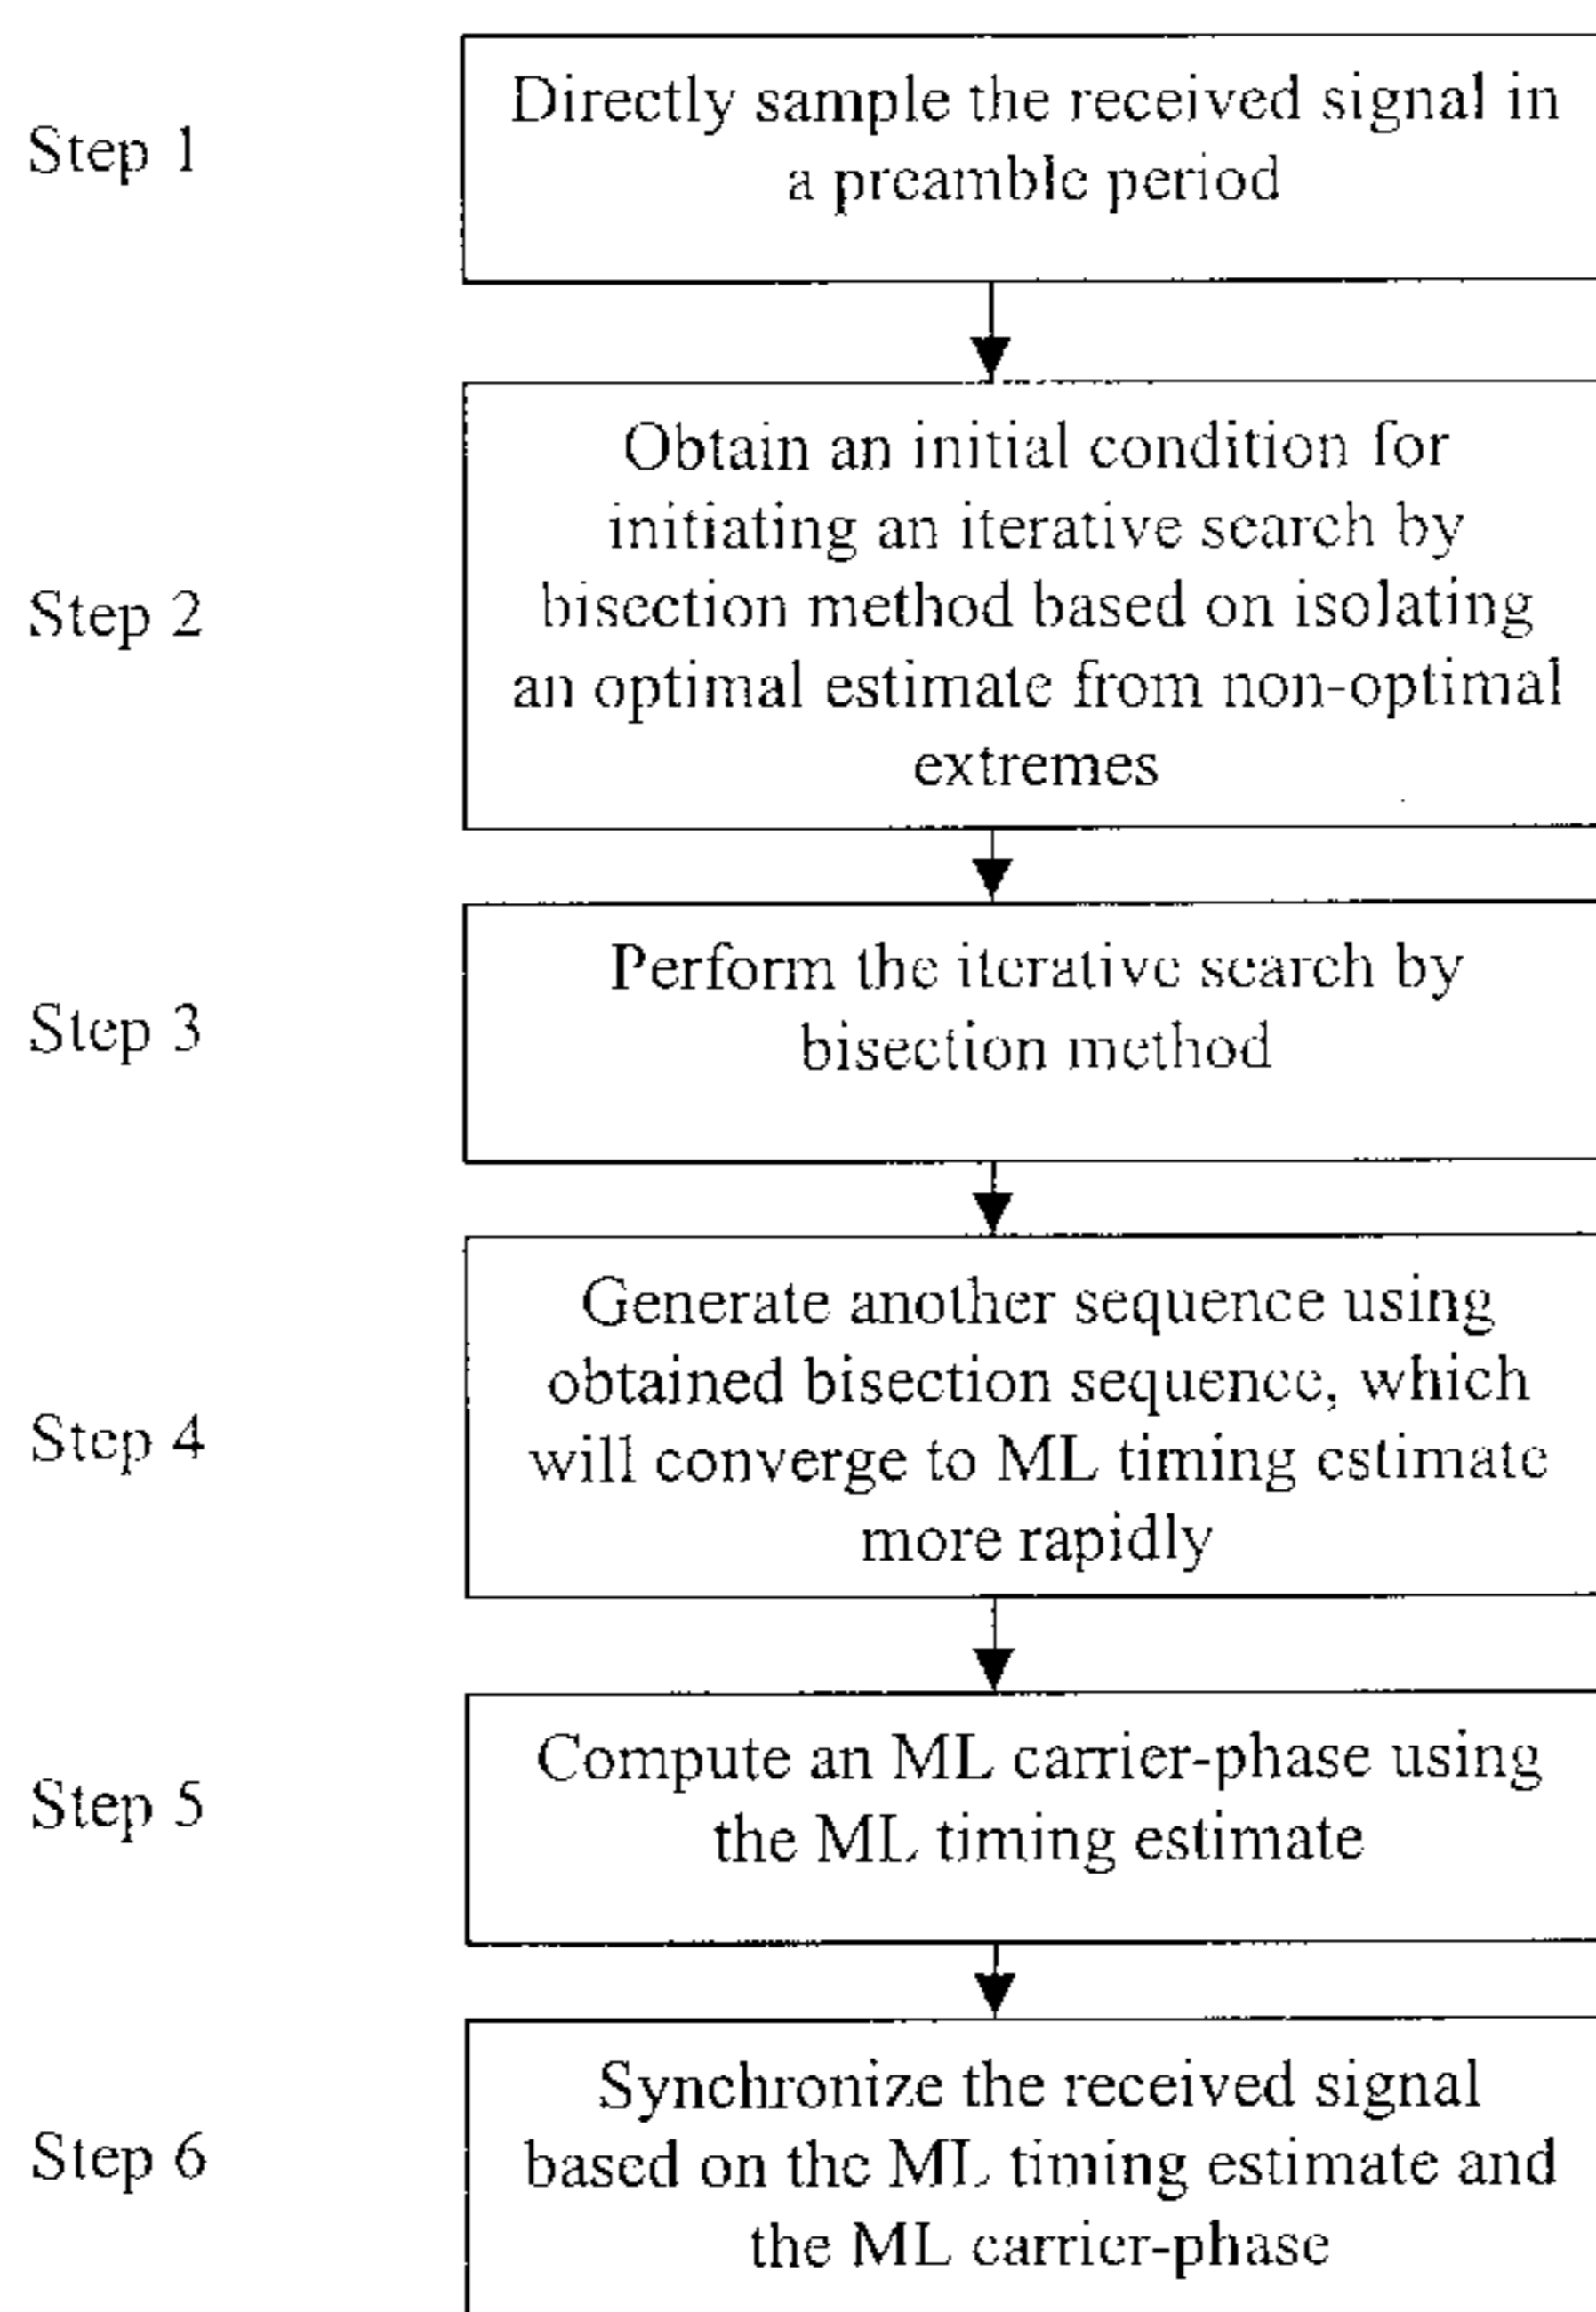 Step 1
Directly sample the received signal in
a preamble period
Step 2
Obtain an initial condition for
initiating an iterative search by
bisection method based on isolating
an optimal estimate from non-optimal
extremes
Step 3
Perform the iterative search by
bisection method
Step 4
Generate another sequence using
obtained bisection sequence, which
will converge to ML timing estimate
more rapidly
Step 5
Compute an ML carrier-phase using
the ML timing estimate
Step 6
Synchronize the received signal
based on the ML timing estimate and
the ML carrier-phase